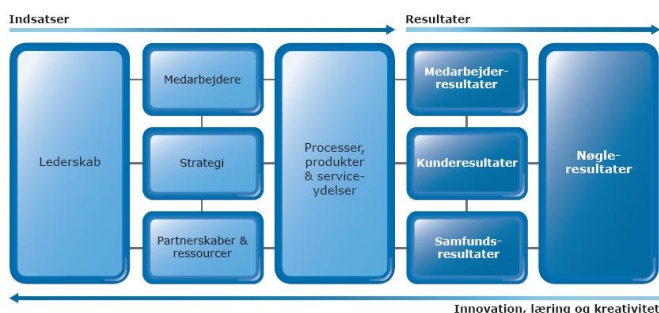 Indsatser
Resultater
Lederskab
Medarbejdere
Strategi
Partnerskaber &
ressourcer
Processer,
produkter
& service-
ydelser
Medarbejder-
resultater
Kunderesultater
Samfunds-
resultater
Nøgle-
resultater
Innovation, læring og kreativitet